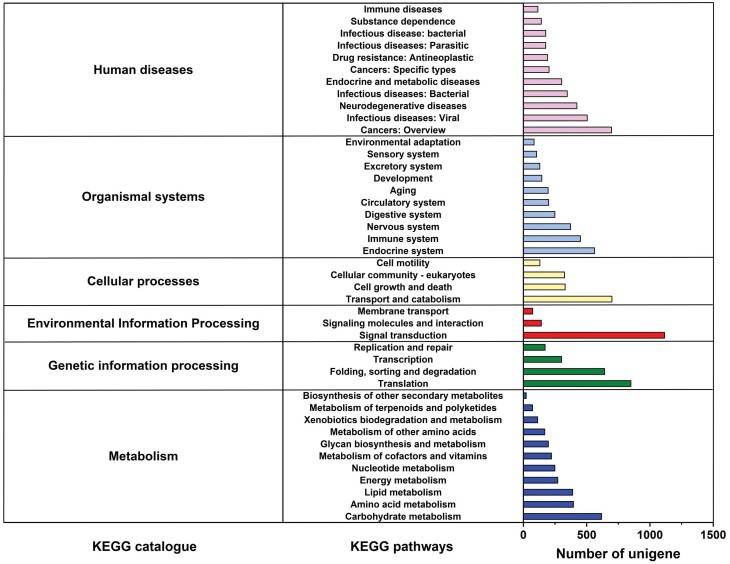 Human diseases
Immune diseases
Substance dependence
Infectious disease: bacterial
Infectious diseases: Parasitic
Drug resistance: Antineoplastic
Cancers: Specific types
Endocrine and metabolic diseases
Infectious diseases: Bacterial
Neurodegenerative diseases
Infectious diseases: Viral
Cancers: Overview
Organismal systems
Environmental adaptation
Sensory system
Excretory system
Development
Aging
Circulatory system
Digestive system
Nervous system
Immune system
Endocrine system
Cellular processes
Cell motility
Cellular community - eukaryotes
Cell growth and death
Transport and catabolism
Environmental Information Processing
Membrane transport
Signaling molecules and interaction
Signal transduction
Genetic information processing
Replication and repair
Transcription
Folding, sorting and degradation
Translation
Metabolism
Biosynthesis of other secondary metabolites
Metabolism of terpenoids and polyketides
Xenobiotics biodegradation and metabolism
Metabolism of other amino acids
Glycan biosynthesis and metabolism
Metabolism of cofactors and vitamins
Nucleotide metabolism
Energy metabolism
Lipid metabolism
Amino acid metabolism
Carbohydrate metabolism
0 500 1000 1500
KEGG catalogue
KEGG pathways
Number of unigene